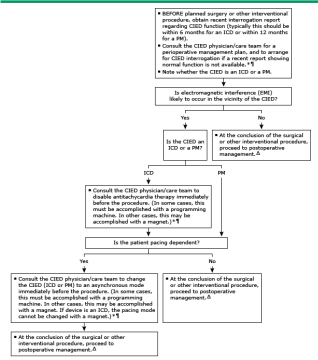 ▪ BEFORE planned surgery or other interventional
procedure, obtain recent interrogation report
regarding CIED function (typically this should be
within 6 months for an ICD or within 12 months
for a PM).
▪ Consult the CIED physician/care team for a
perioperative management plan, and to arrange
for CIED interrogation if a recent report showing
normal function is not available.*¶
▪ Note whether the CIED is an ICD or a PM.
Is electromagnetic interference (EMI)
likely to occur in the vicinity of the CIED?
Yes
No
Is the CIED an
ICD or a PM?
▪ At the conclusion of the surgical
or other interventional procedure,
proceed to postoperative
management.Δ
ICD
PM
▪ Consult the CIED physician/care team to
disable antitachycardia therapy immediately
before the procedure. (In some cases, this
must be accomplished with a programming
machine. In other cases, this may be
accomplished with a magnet.)*¶
Is the patient pacing dependent?
Yes
No
▪ Consult the CIED physician/care team to change
the CIED (ICD or PM) to an asynchronous mode
immediately before the procedure. (In some cases,
this must be accomplished with a programming
machine. In other cases, this may be accomplished
with a magnet. If device is an ICD, the pacing mode
cannot be changed with a magnet.)*¶
▪ At the conclusion of the surgical
or other interventional procedure,
proceed to postoperative
management.Δ
▪ At the conclusion of the surgical or other
interventional procedure, proceed to
postoperative management.Δ